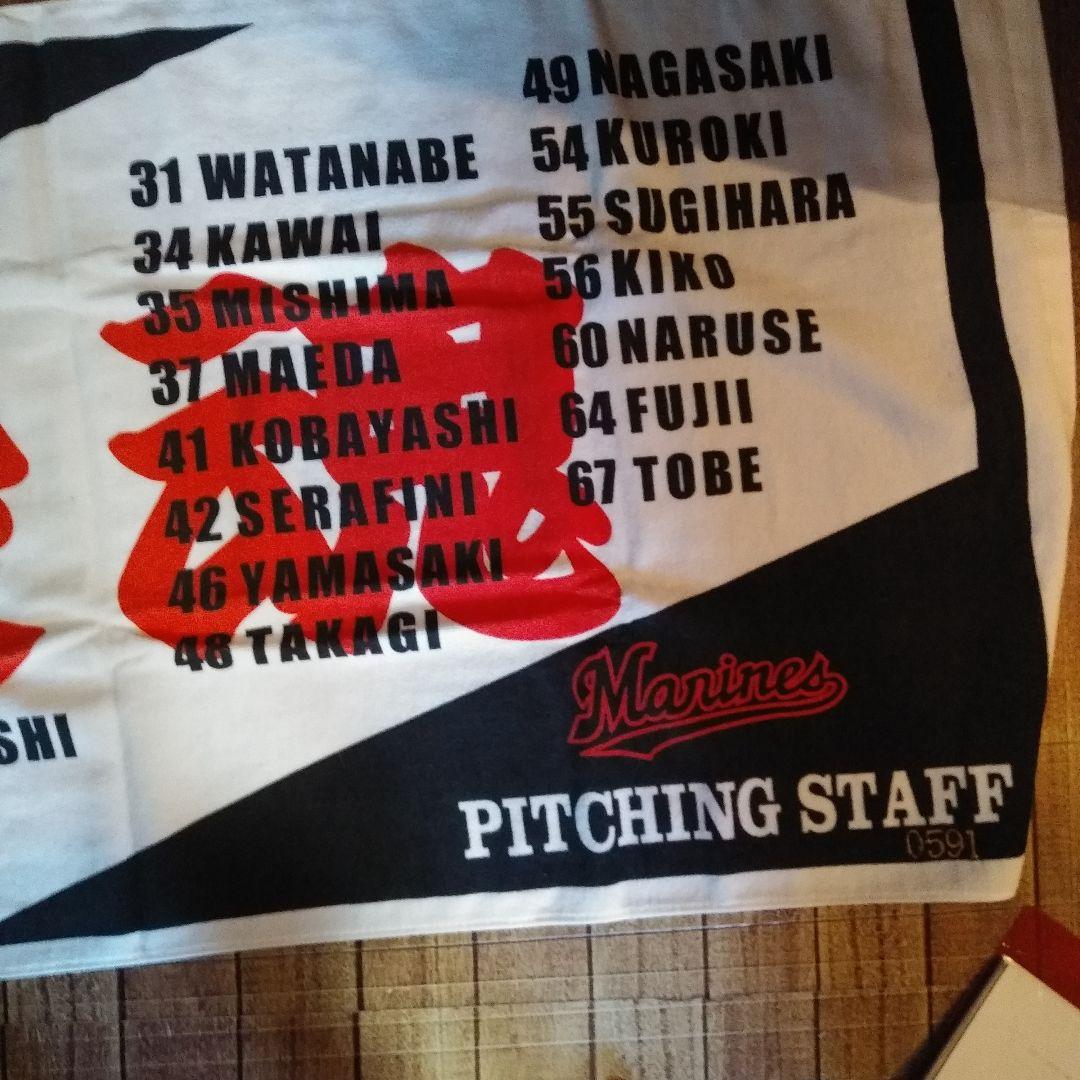 31 WATANABE
34 KAWAI
35 MISHIMA
37 MAEDA
41 KOBAYASHI
42 SERAFINI
46 YAMASAKI
48 TAKAGI
49 NAGASAKI
54 KUROKI
55 SUGIHARA
56 KIKO
60 NARUSE
64 FUJII
67 TOBE
SHI
Marines
PITCHING STAFF
0591